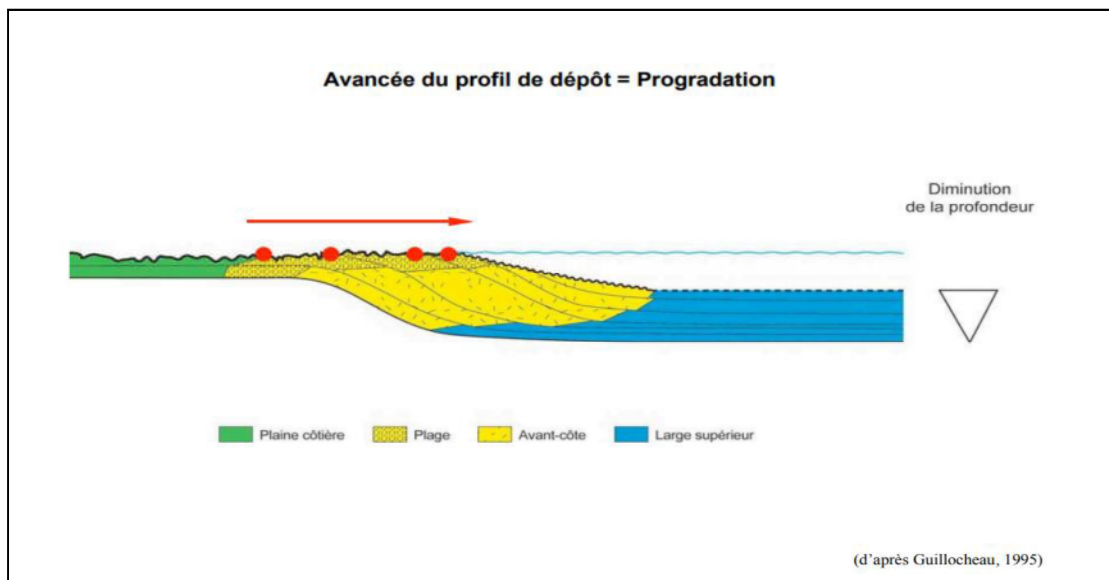 Avancée du profil de dépôt = Progradation
Diminution
de la profondeur
Plaine côtière
Plage
Avant-côte
Large supérieur
(d'après Guillocheau, 1995)